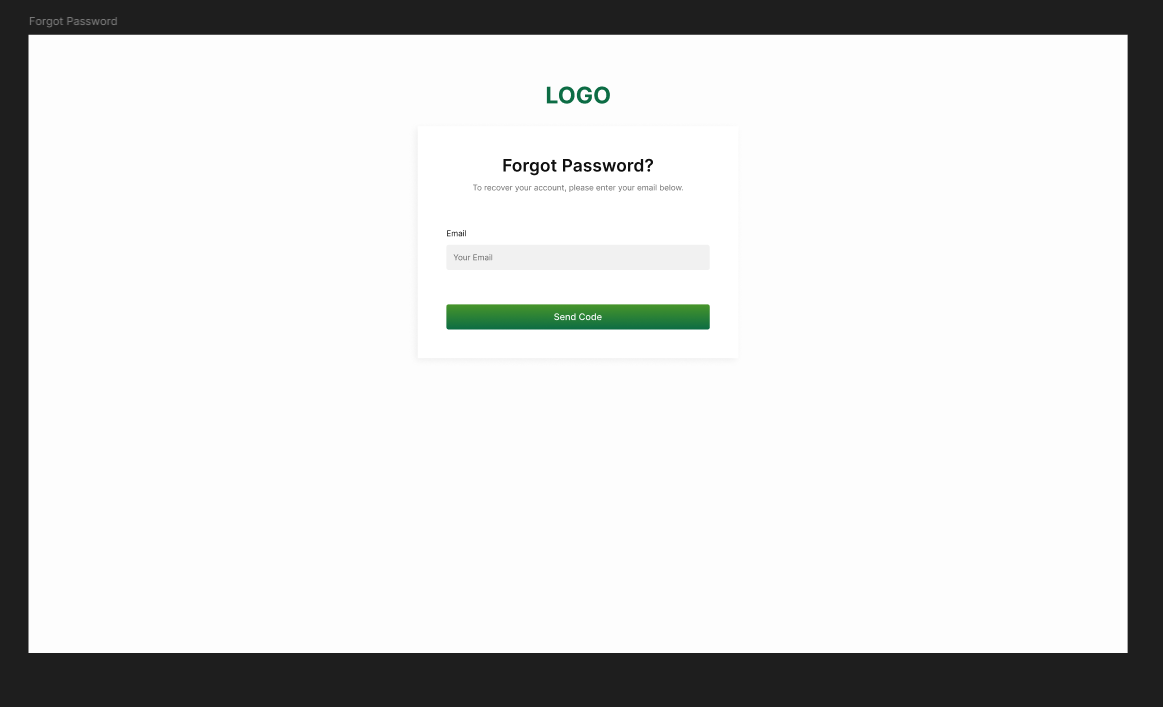 Forgot Password
LOGO
Forgot Password?
To recover your account, please enter your email below.
Email
Your Email
Send Code